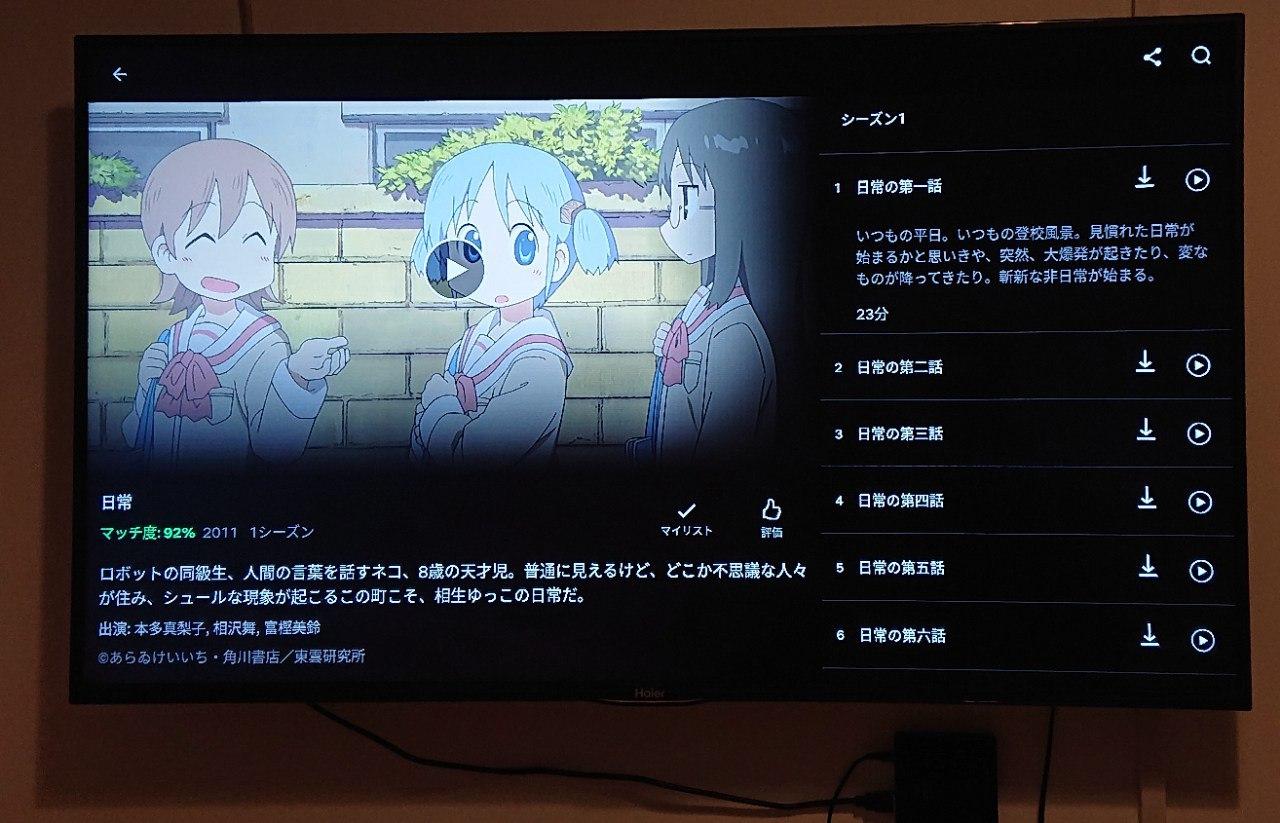 シーズン1
1 日常の第一話
いつもの平日。いつもの登校風景。見慣れた日常が
始まるかと思いきや、突然、大爆発が起きたり、変な
ものが降ってきたり。斬新な非日常が始まる。
23分
2 日常の第二話
3 日常の第三話
4 日常の第四話
5 日常の第五話
6 日常の第六話
日常
マッチ度: 92% 2011 1シーズン
マイリスト
評価
ロボットの同級生、人間の言葉を話すネコ、8歳の天才児。普通に見えるけど、どこか不思議な人々
が住み、シュールな現象が起こるこの町こそ、相生ゆっこの日常だ。
出演: 本多真梨子, 相沢舞, 富樫美鈴
©あらゐけいいち・角川書店／東雲研究所
Haier